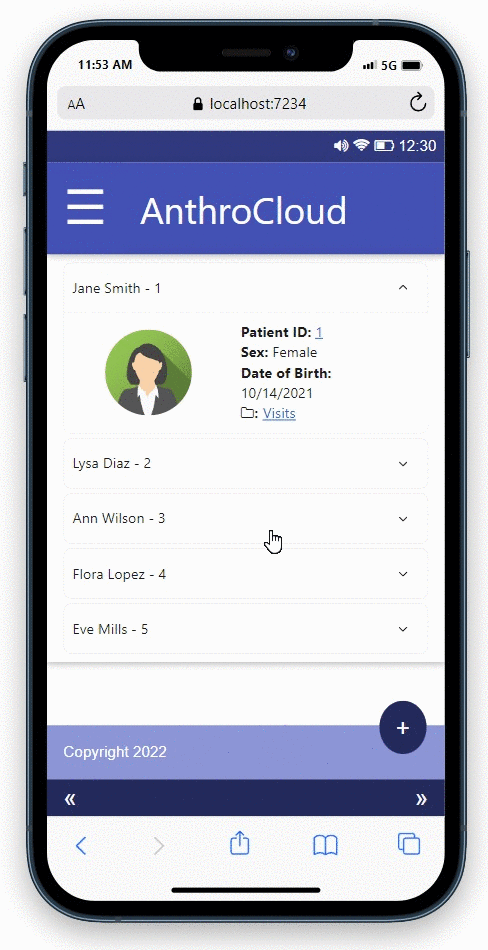 11:53 AM
5G
AA
localhost:7234
12:30
☰ AnthroCloud
Jane Smith - 1
Patient ID: 1
Sex: Female
Date of Birth:
10/14/2021
: Visits
Lysa Diaz - 2
Ann Wilson - 3
Flora Lopez - 4
Eve Mills - 5
+
Copyright 2022
« »